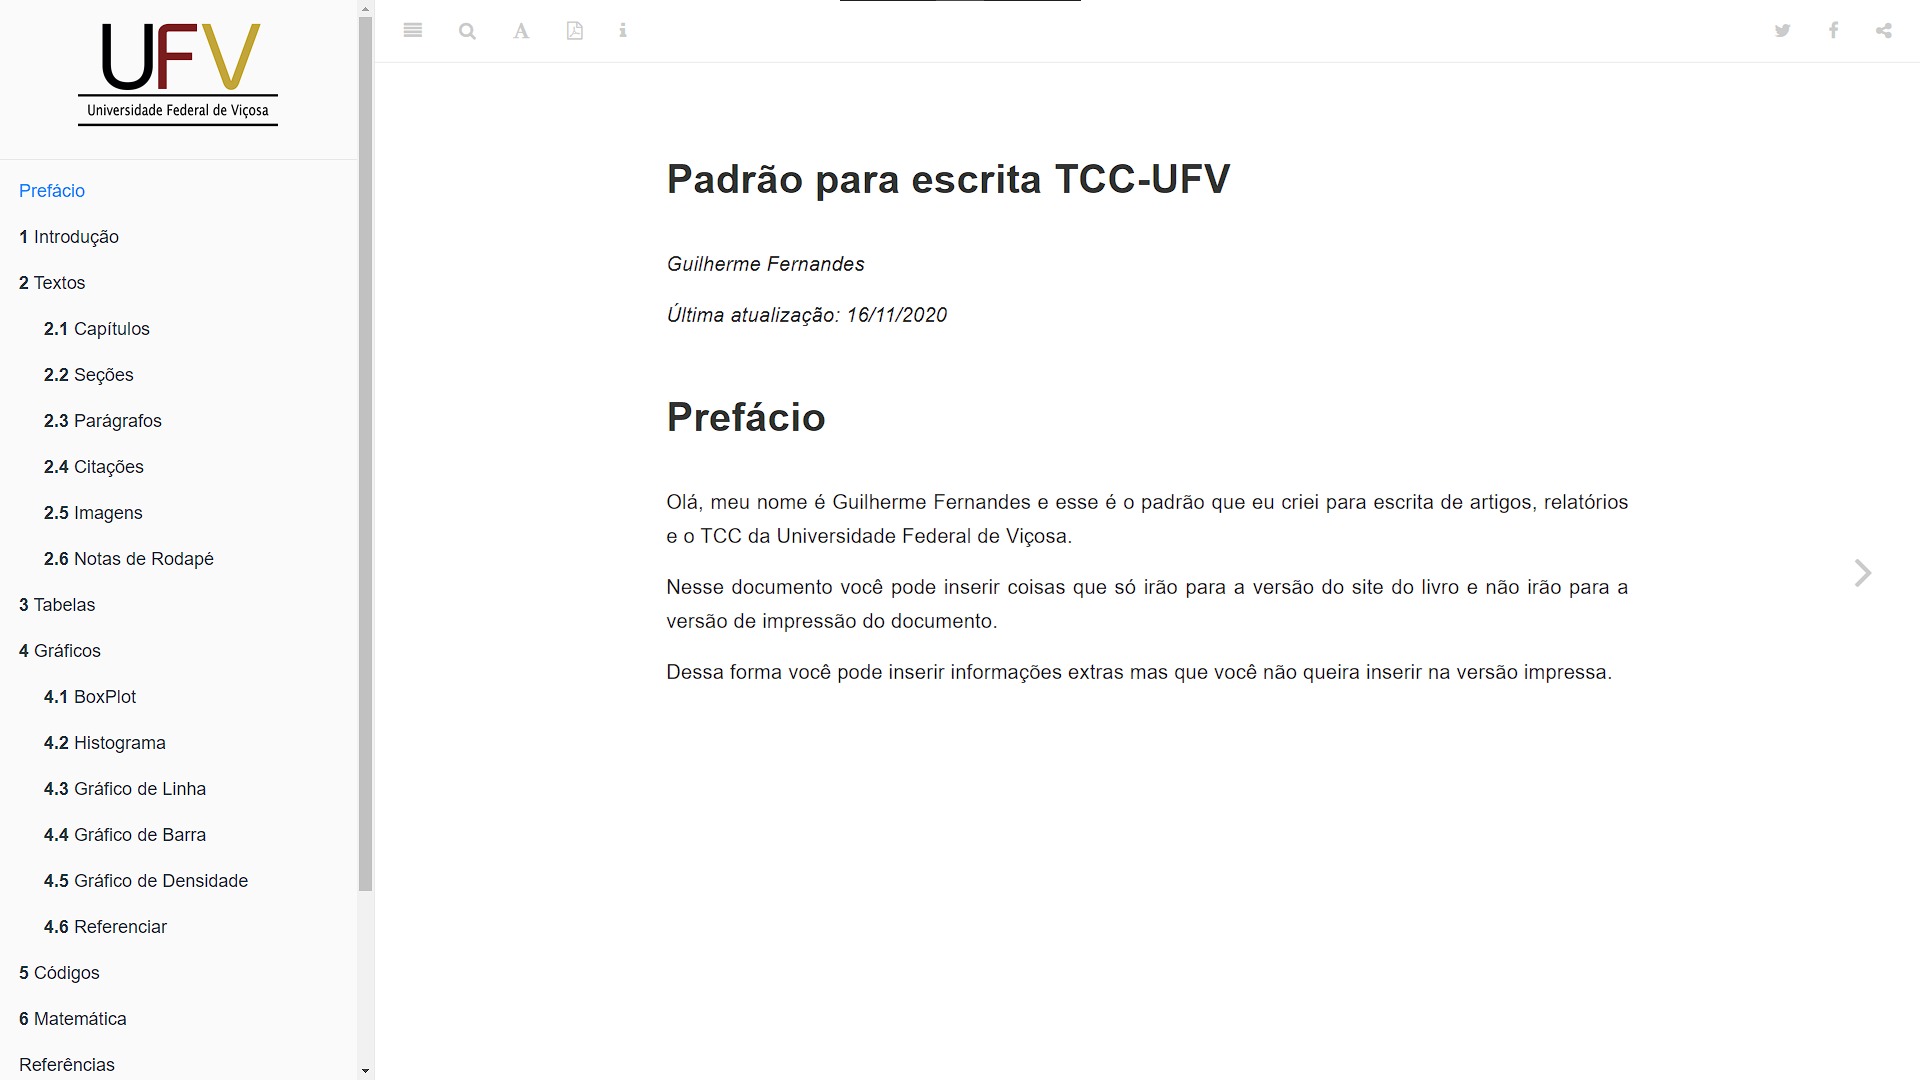 UFV
Universidade Federal de Viçosa
Prefácio
1 Introdução
2 Textos
2.1 Capítulos
2.2 Seções
2.3 Parágrafos
2.4 Citações
2.5 Imagens
2.6 Notas de Rodapé
3 Tabelas
4 Gráficos
4.1 BoxPlot
4.2 Histograma
4.3 Gráfico de Linha
4.4 Gráfico de Barra
4.5 Gráfico de Densidade
4.6 Referenciar
5 Códigos
6 Matemática
Referências
Padrão para escrita TCC-UFV
Guilherme Fernandes
Última atualização: 16/11/2020
Prefácio
Olá, meu nome é Guilherme Fernandes e esse é o padrão que eu criei para escrita de artigos, relatórios
e o TCC da Universidade Federal de Viçosa.
Nesse documento você pode inserir coisas que só irão para a versão do site do livro e não irão para a
versão de impressão do documento.
Dessa forma você pode inserir informações extras mas que você não queira inserir na versão impressa.